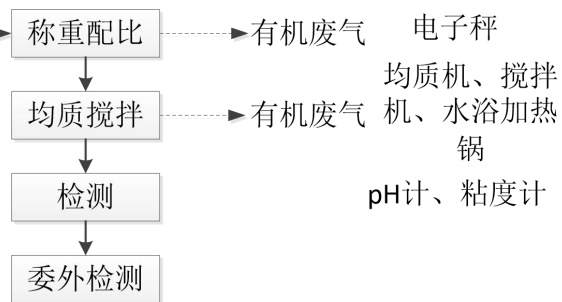 称重配比
有机废气
电子秤
均质搅拌
有机废气
均质机、搅拌
机、水浴加热
锅
检测
pH计、粘度计
委外检测